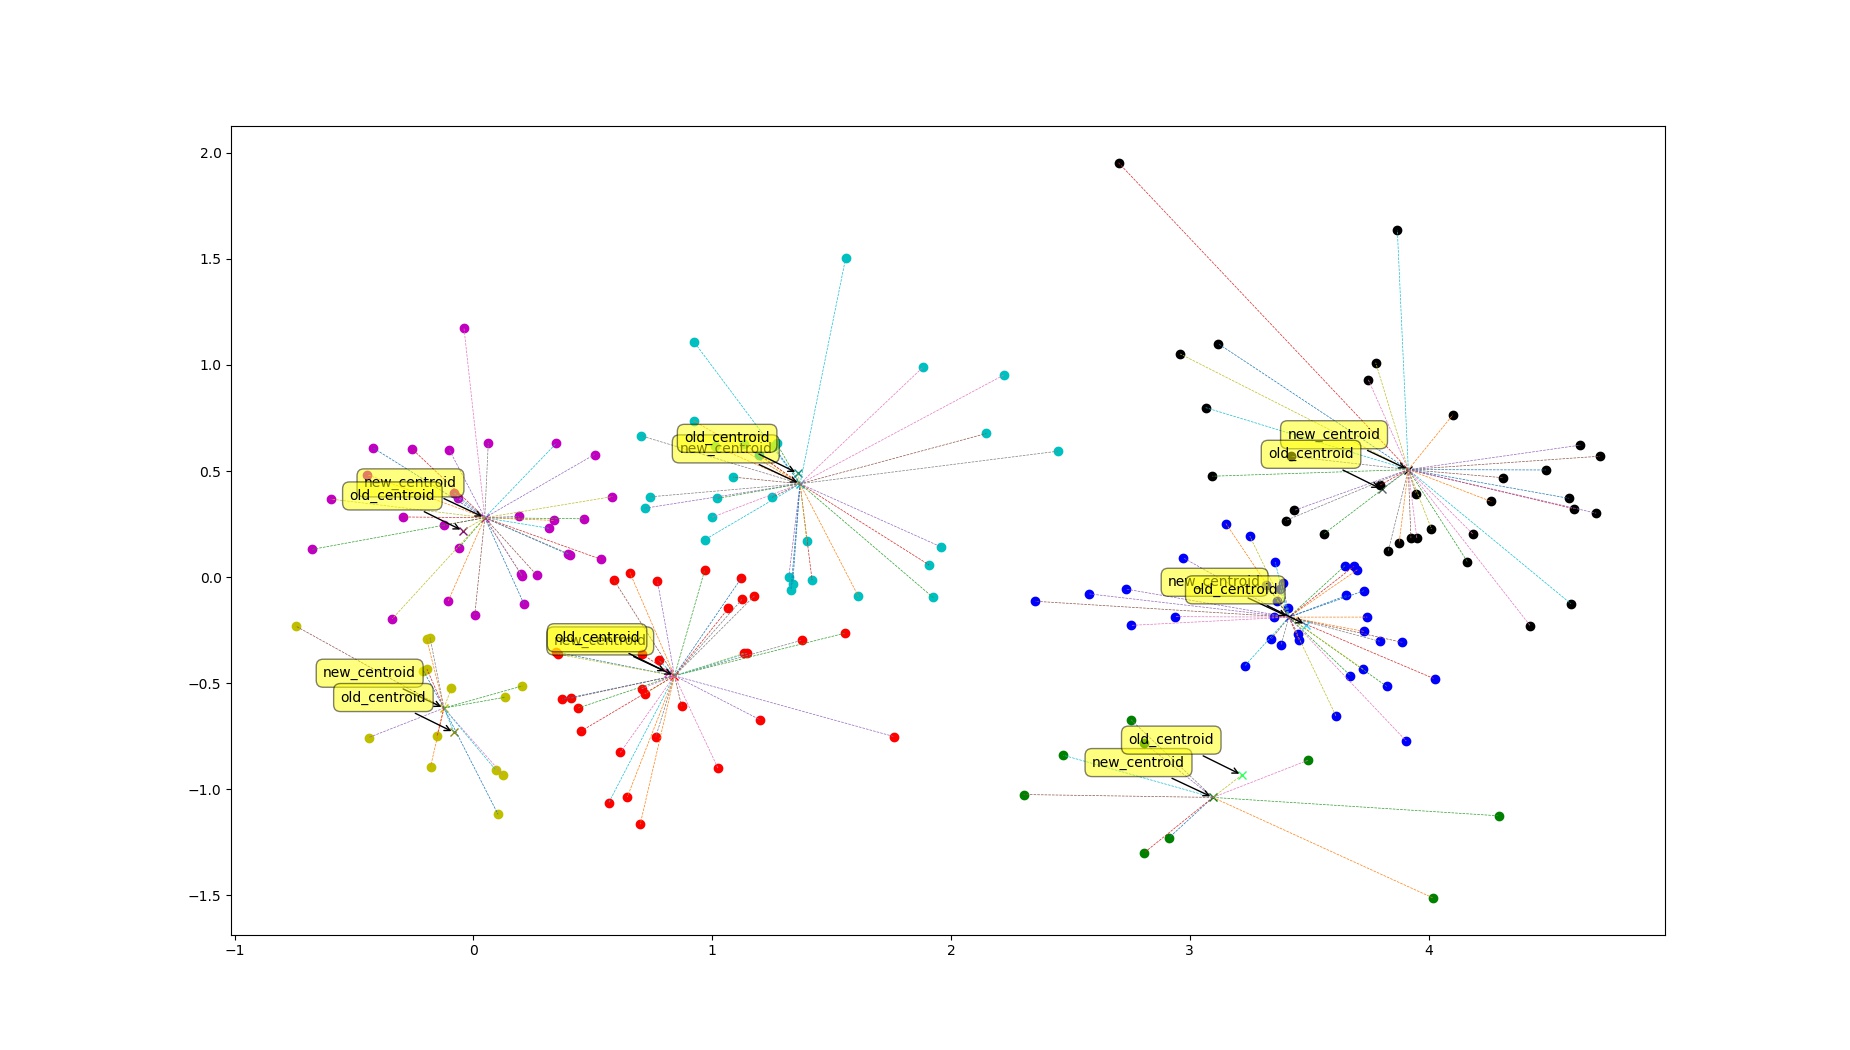 2.0
1.5
1.0
0.5
0.0
−0.5
−1.0
−1.5
−1
0
1
2
3
4
old_centroid
new_centroid
new_centroid
old_centroid
new_centroid
old_centroid
new_centroid
old_centroid
old_centroid
new_centroid
new_centroid
old_centroid
old_centroid
new_centroid